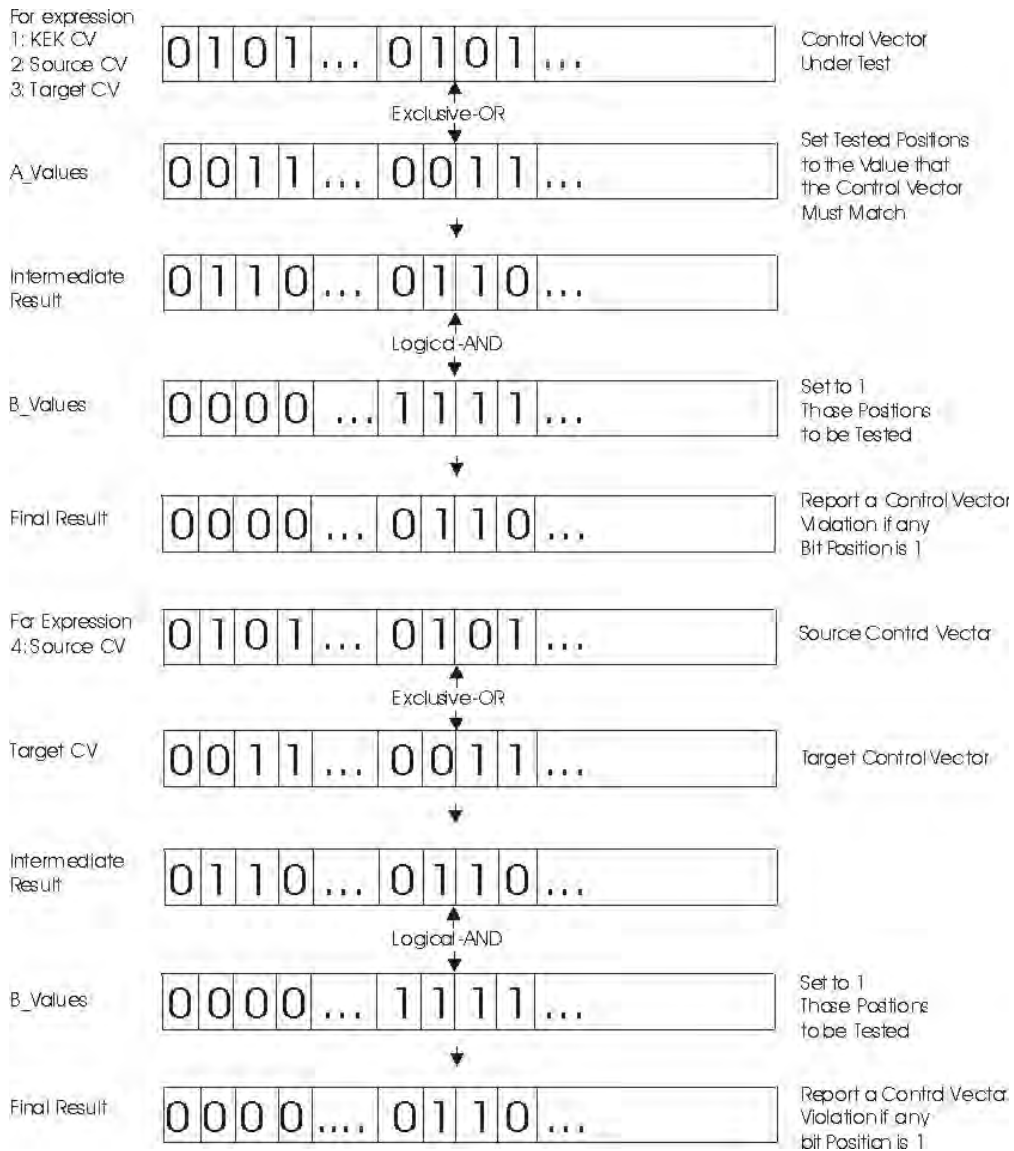 For expression
1: KEK CV
2: Source CV
3: Target CV
0 1 0 1 ... 0 1 0 1 ...
Control Vector
Under Test
Exclusive-OR
A_Values
0 0 1 1 ... 0 0 1 1 ...
Set Tested Positions
to the Value that
the Control Vector
Must Match
Intermediate
Result
0 1 1 0 ... 0 1 1 0 ...
Logical-AND
B_Values
0 0 0 0 ... 1 1 1 1 ...
Set to 1
Those Positions
to be Tested
Final Result
0 0 0 0 ... 0 1 1 0 ...
Report a Control Vector
Violation if any
Bit Position is 1
For Expression
4: Source CV
0 1 0 1 ... 0 1 0 1 ...
Source Control Vector
Exclusive-OR
Target CV
0 0 1 1 ... 0 0 1 1 ...
Target Control Vector
Intermediate
Result
0 1 1 0 ... 0 1 1 0 ...
Logical-AND
B_Values
0 0 0 0 ... 1 1 1 1 ...
Set to 1
Those Positions
to be Tested
Final Result
0 0 0 0 .... 0 1 1 0 ...
Report a Control Vector
Violation if any
bit Position is 1